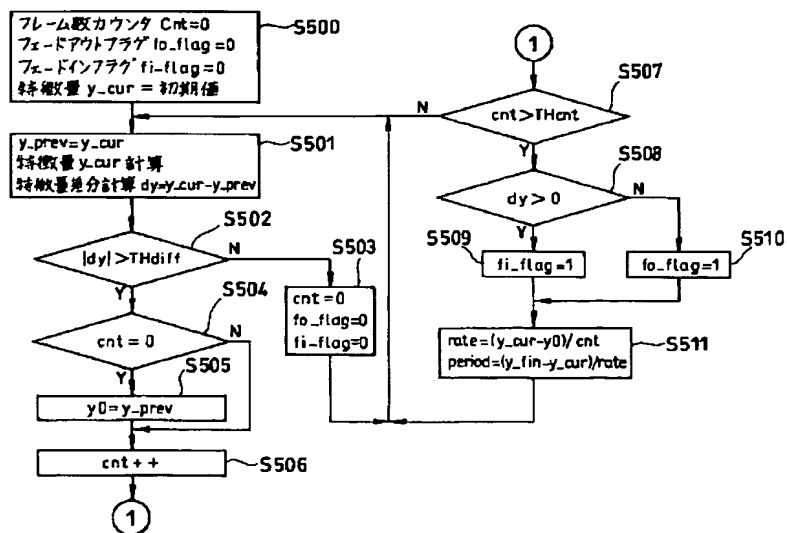 フレーム数カウンタ Cnt=0
フェードアウトフラグ fo_flag=0
フェードインフラグ fi-flag=0
特徴量 y_cur = 初期値
S500
y_prev=y_cur
特徴量 y_cur 計算
特徴量差分計算 dy=y_cur-y_prev
S501
|dy|>THdiff
S502
Y
N
S503
cnt=0
fo_flag=0
fi_flag=0
cnt = 0
S504
Y
N
S505
y0=y_prev
cnt + +
S506
1
1
S507
cnt>THcnt
N
Y
S508
dy > 0
Y
N
S509
fi_flag=1
S510
fo_flag=1
rate=(y_cur-y0)/cnt
period=(y_fin-y_cur)/rate
S511